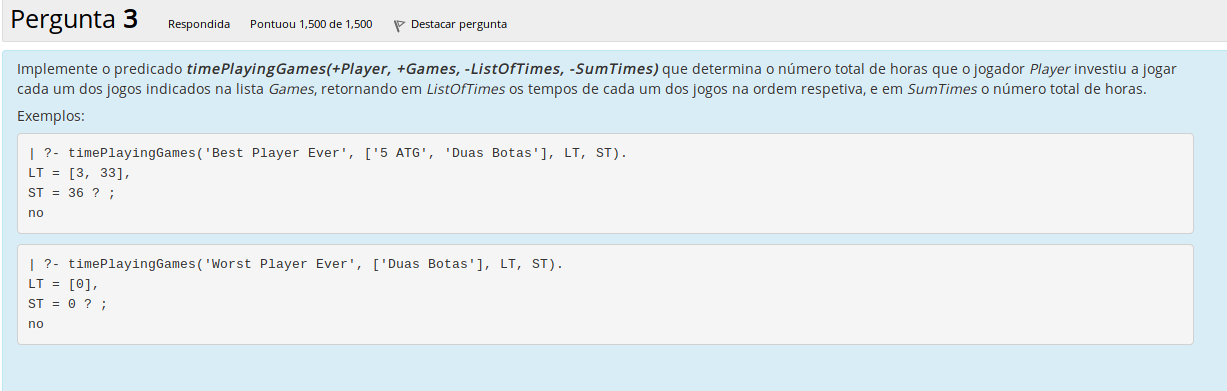 Pergunta 3 Respondida Pontuou 1,500 de 1,500 Destacar pergunta
Implemente o predicado timePlayingGames(+Player, +Games, -ListOfTimes, -SumTimes) que determina o número total de horas que o jogador Player investiu a jogar
cada um dos jogos indicados na lista Games, retornando em ListOfTimes os tempos de cada um dos jogos na ordem respetiva, e em SumTimes o número total de horas.
Exemplos:
| ?- timePlayingGames('Best Player Ever', ['5 ATG', 'Duas Botas'], LT, ST).
LT = [3, 33],
ST = 36 ? ;
no
| ?- timePlayingGames('Worst Player Ever', ['Duas Botas'], LT, ST).
LT = [0],
ST = 0 ? ;
no